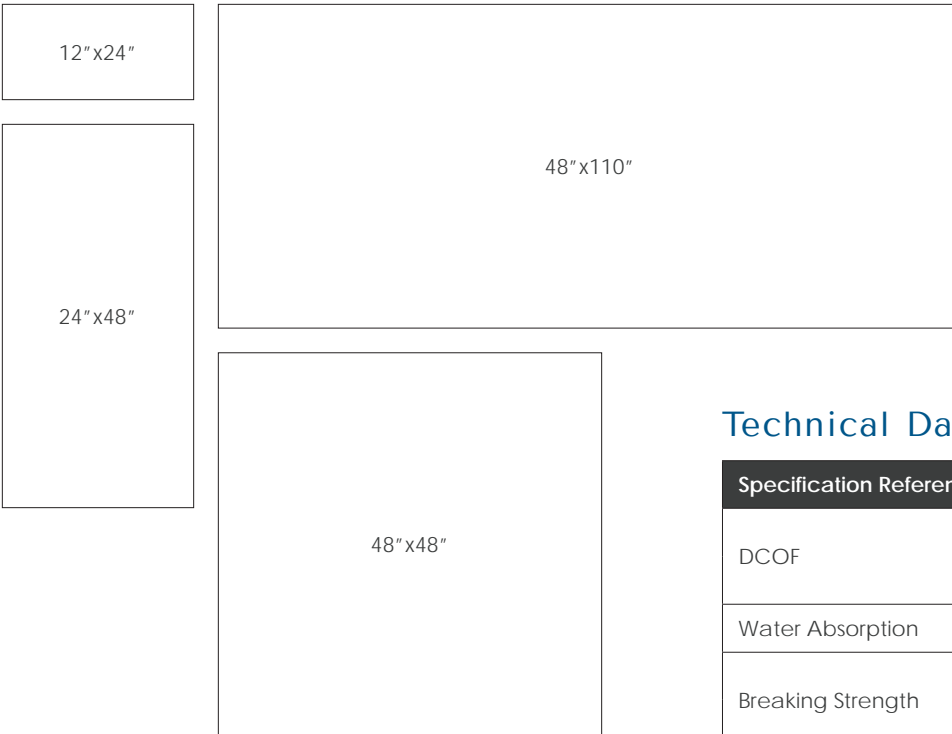 12"x24"
48"x110"
24"x48"
48"x48"
Technical Da
Specification Referen
DCOF
Water Absorption
Breaking Strength